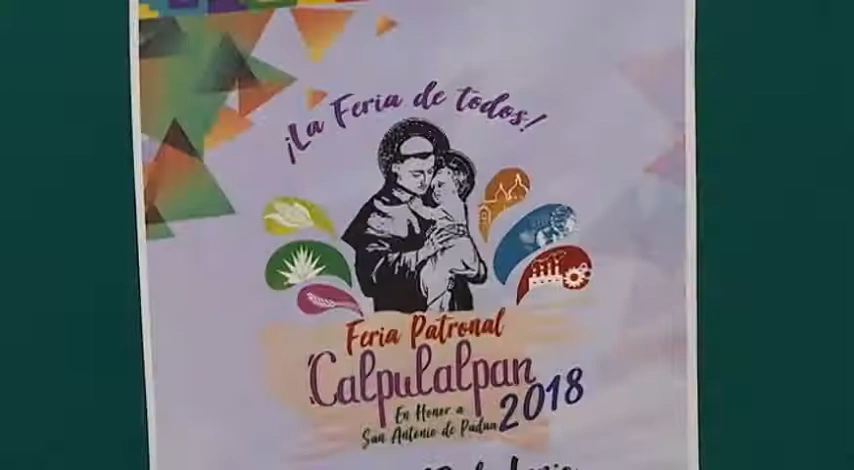 ¡La Feria de todos!
Feria Patronal
Calpulalpan
2018
En Honor a
San Antonio de Padua